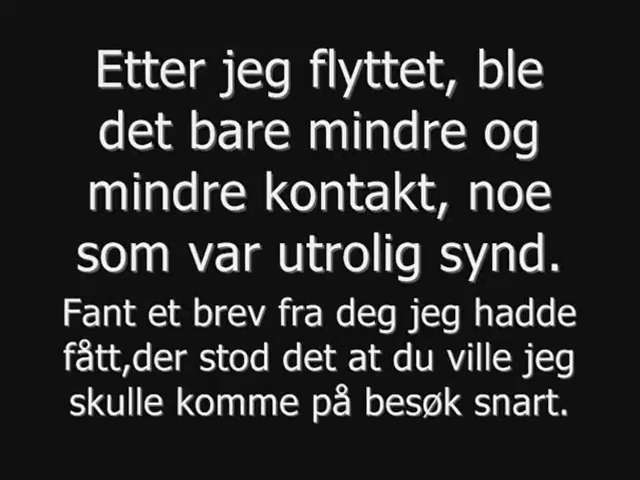 Etter jeg flyttet, ble
det bare mindre og
mindre kontakt, noe
som var utrolig synd.
Fant et brev fra deg jeg hadde
fått,der stod det at du ville jeg
skulle komme på besøk snart.